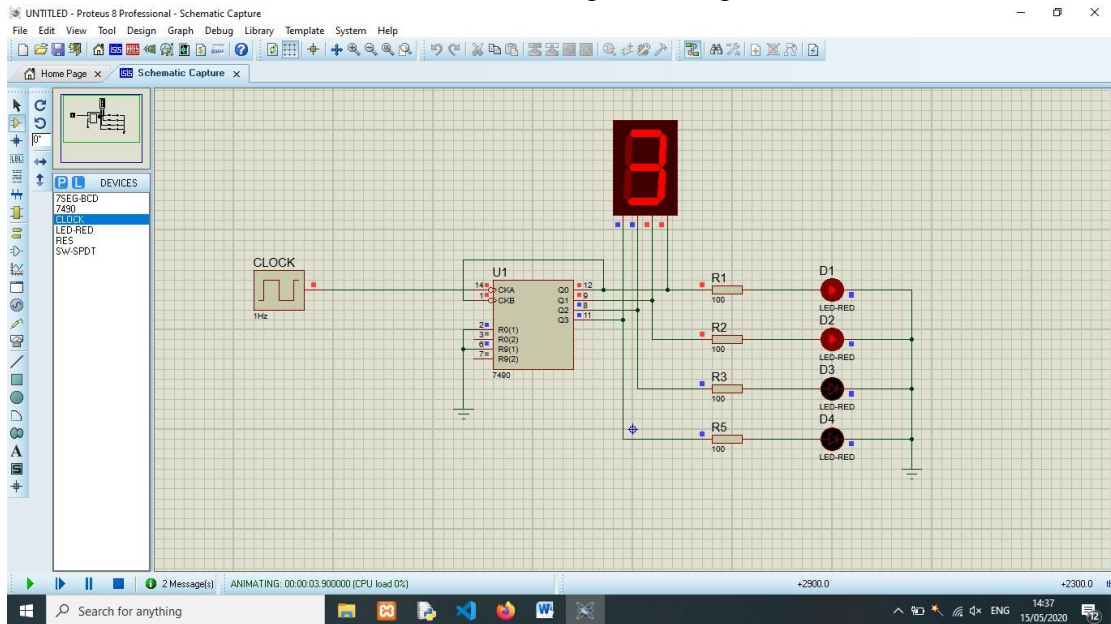 UNTITLED - Proteus 8 Professional - Schematic Capture
File Edit View Tool Design Graph Debug Library Template System Help
Home Page x ISIS Schematic Capture x
0°
P L DEVICES
7SEG-BCD
7490
CLOCK
LED-RED
RES
SW-SPDT
LBL
A
S
3
CLOCK
1Hz
U1
14 CKA Q0 12
1 CKB Q1 9
Q2 8
Q3 11
2 R0(1)
3 R0(2)
6 R9(1)
7 R9(2)
7490
R1
100
D1
LED-RED
R2
100
D2
LED-RED
R3
100
D3
LED-RED
R5
100
D4
LED-RED
2 Message(s) ANIMATING: 00:00:03.900000 (CPU load 0%) +2900.0 +2300.0
Search for anything
W
ENG
14:37
15/05/2020
12